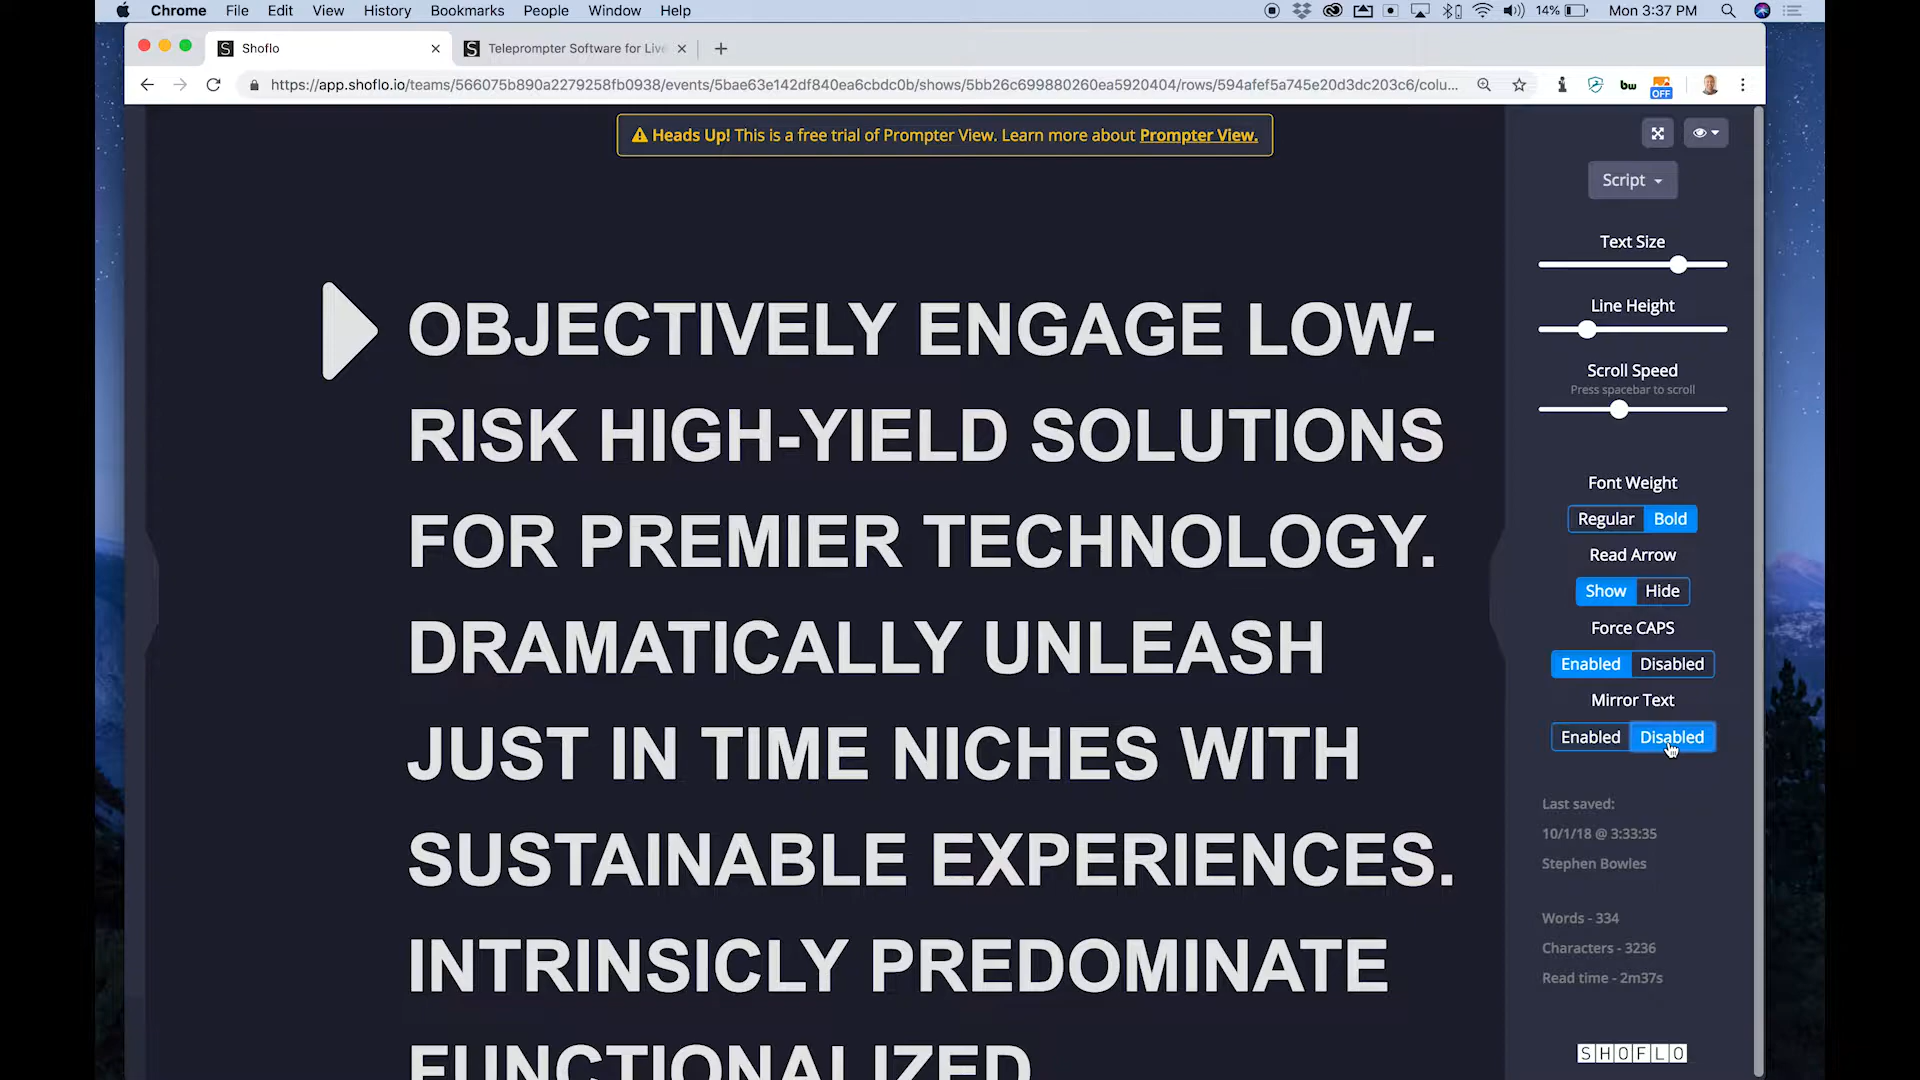 Chrome File Edit View History Bookmarks People Window Help 14% Mon 3:37 PM
Shoflo
Teleprompter Software for Live
https://app.shoflo.io/teams/566075b890a2279258fb0938/events/5bae63e142df840ea6cbdc0b/shows/5bb26c699880260ea5920404/rows/594afef5a745e20d3dc203c6/colu...
bw
OFF
Heads Up! This is a free trial of Prompter View. Learn more about Prompter View.
OBJECTIVELY ENGAGE LOW-
RISK HIGH-YIELD SOLUTIONS
FOR PREMIER TECHNOLOGY.
DRAMATICALLY UNLEASH
JUST IN TIME NICHES WITH
SUSTAINABLE EXPERIENCES.
INTRINSICLY PREDOMINATE
FUNCTIONALIZED
Script
Text Size
Line Height
Scroll Speed
Press spacebar to scroll
Font Weight
Regular Bold
Read Arrow
Show Hide
Force CAPS
Enabled Disabled
Mirror Text
Enabled Disabled
Last saved:
10/1/18 @ 3:33:35
Stephen Bowles
Words - 334
Characters - 3236
Read time - 2m37s
SHOFLO